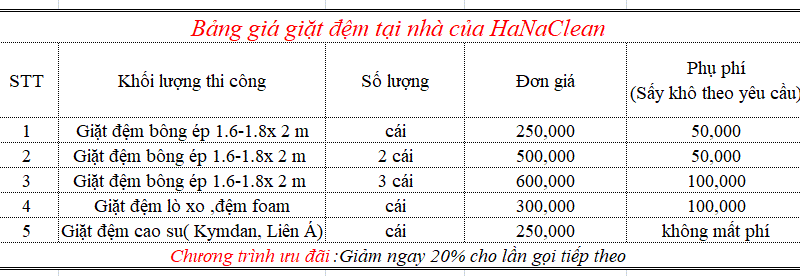 Bảng giá giặt đệm tại nhà của HaNaClean
STT Khối lượng thi công Số lượng Đơn giá Phụ phí
(Sấy khô theo yêu cầu)
1 Giặt đệm bông ép 1.6-1.8x 2 m cái 250,000 50,000
2 Giặt đệm bông ép 1.6-1.8x 2 m 2 cái 500,000 50,000
3 Giặt đệm bông ép 1.6-1.8x 2 m 3 cái 600,000 100,000
4 Giặt đệm lò xo ,đệm foam cái 300,000 100,000
5 Giặt đệm cao su( Kymdan, Liên Á) cái 250,000 không mất phí
Chương trình ưu đãi :Giảm ngay 20% cho lần gọi tiếp theo